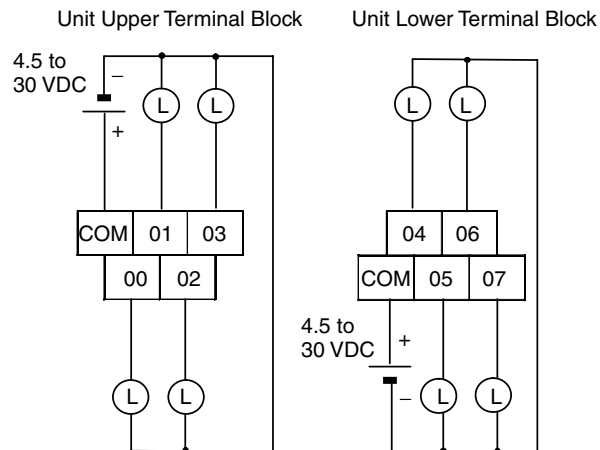 Unit Upper Terminal Block
4.5 to
30 VDC
–
+
L
L
COM
01
03
00
02
L
L
Unit Lower Terminal Block
L
L
04
06
COM
05
07
4.5 to
30 VDC
+
–
L
L